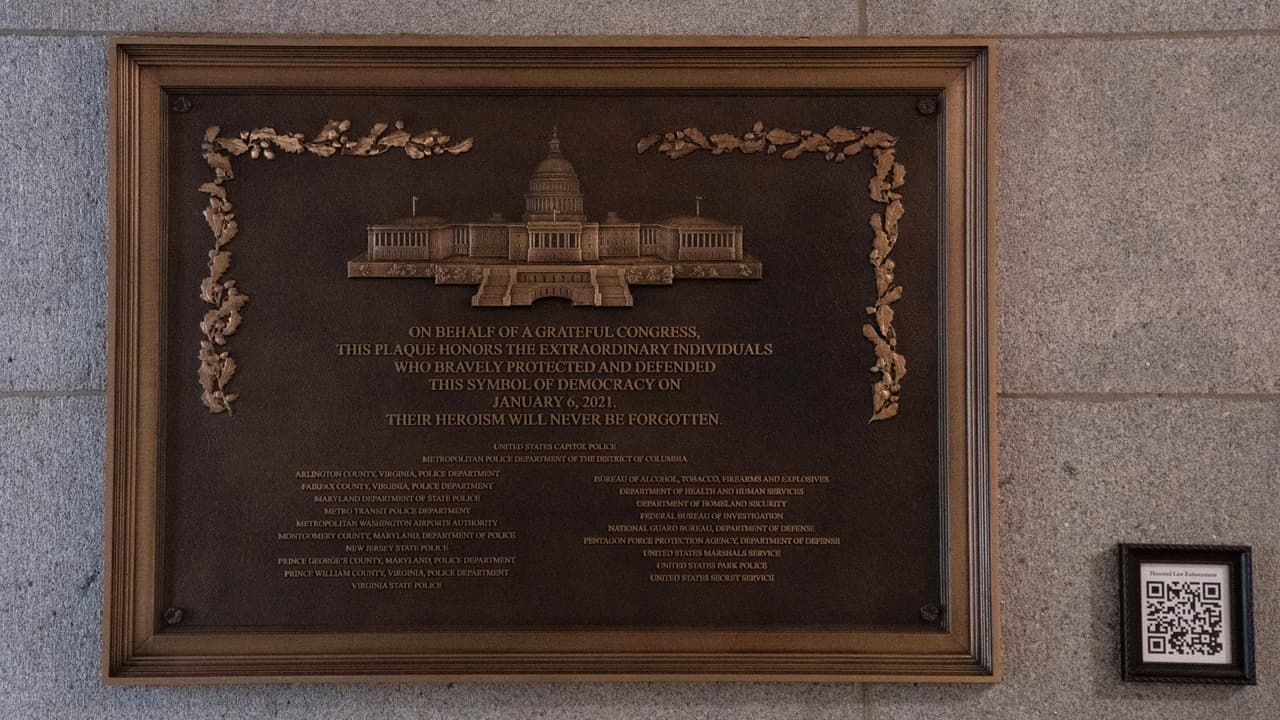 ON BEHALF OF A GRATEFUL CONGRESS,
THIS PLAQUE HONORS THE EXTRAORDINARY INDIVIDUALS
WHO BRAVELY PROTECTED AND DEFENDED
THIS SYMBOL OF DEMOCRACY ON
JANUARY 6, 2021.
THEIR HEROISM WILL NEVER BE FORGOTTEN.
UNITED STATES CAPITOL POLICE
METROPOLITAN POLICE DEPARTMENT OF THE DISTRICT OF COLUMBIA
ARLINGTON COUNTY, VIRGINIA, POLICE DEPARTMENT
FAIRFAX COUNTY, VIRGINIA, POLICE DEPARTMENT
MARYLAND DEPARTMENT OF STATE POLICE
METRO TRANSIT POLICE DEPARTMENT
METROPOLITAN WASHINGTON AIRPORTS AUTHORITY
MONTGOMERY COUNTY, MARYLAND, DEPARTMENT OF POLICE
NEW JERSEY STATE POLICE
PRINCE GEORGE'S COUNTY, MARYLAND, POLICE DEPARTMENT
PRINCE WILLIAM COUNTY, VIRGINIA, POLICE DEPARTMENT
VIRGINIA STATE POLICE
BUREAU OF ALCOHOL, TOBACCO, FIREARMS AND EXPLOSIVES
DEPARTMENT OF HEALTH AND HUMAN SERVICES
DEPARTMENT OF HOMELAND SECURITY
FEDERAL BUREAU OF INVESTIGATION
NATIONAL GUARD BUREAU, DEPARTMENT OF DEFENSE
PENTAGON FORCE PROTECTION AGENCY, DEPARTMENT OF DEFENSE
UNITED STATES MARSHALS SERVICE
UNITED STATES PARK POLICE
UNITED STATES SECRET SERVICE
Honored Law Enforcement